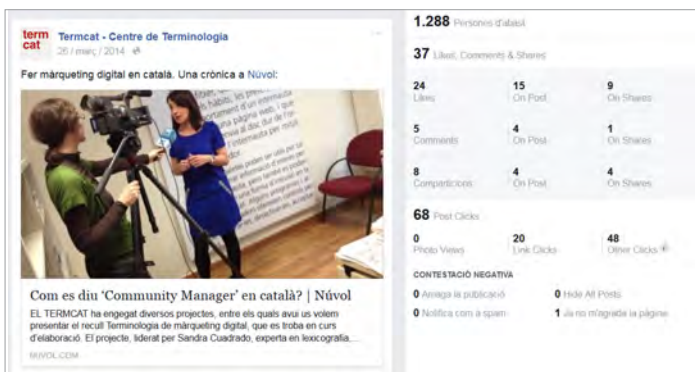 term
cat
Termcat - Centre de Terminologia
26 / març / 2014
Fer màrqueting digital en català. Una crònica a Núvol:
Com es diu ‘Community Manager’ en català? | Núvol
EL TERMCAT ha engegat diversos projectes, entre els quals avui us volem
presentar el recull Terminologia de màrqueting digital, que es troba en curs
d’elaboració. El projecte, liderat per Sandra Cuadrado, experta en lexicografia,...
NUVOL.COM
1.288 Persones d'abast
37 Likes, Comments & Shares
24 15 9
Likes On Post On Shares
5 4 1
Comments On Post On Shares
8 4 4
Comparticions On Post On Shares
68 Post Clicks
0 20 48
Photo Views Link Clicks Other Clicks
CONTESTACIÓ NEGATIVA
0 Amaga la publicació 0 Hide All Posts
0 Notifica com a spam 1 Ja no m'agrada la pàgina